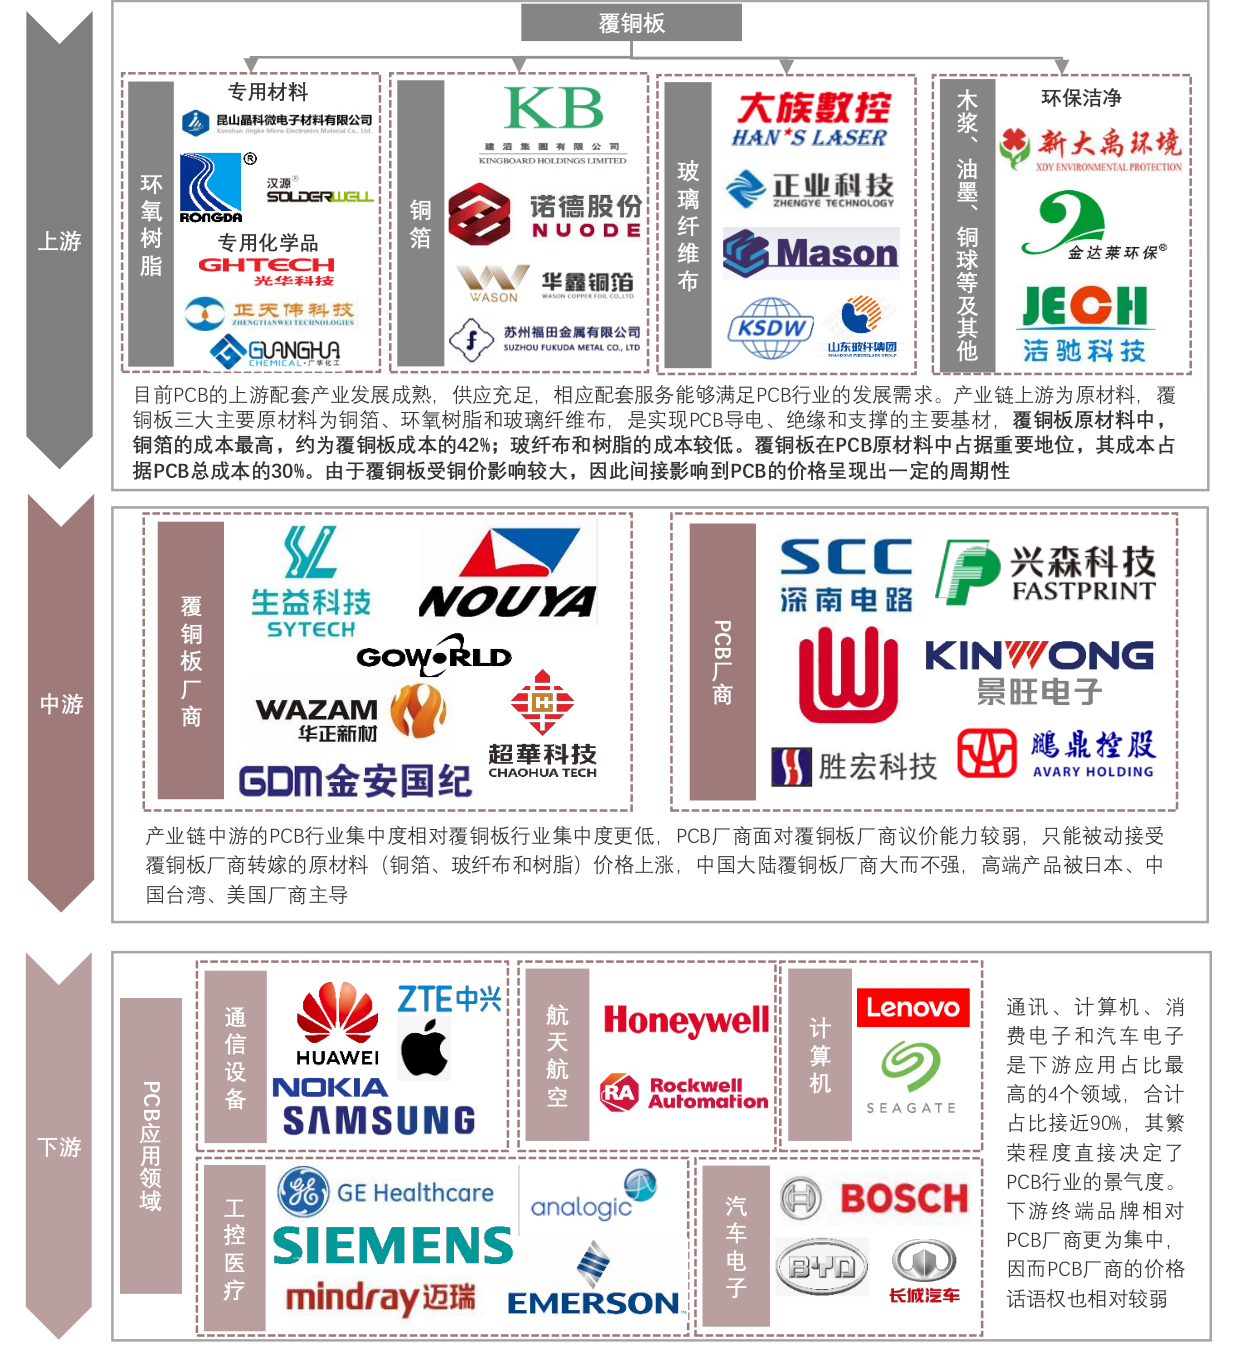 覆铜板
上游
环氧树脂
专用材料
昆山晶科微电子材料有限公司
Kunshan Jingke Micro-Electronics Material Co., Ltd.
RONGDA
汉源
SOLDERWELL
专用化学品
GHTECH
光华科技
正天伟科技
ZHENGTIANWEI TECHNOLOGIES
GUANGHUA
CHEMICAL·广华化工
铜箔
KB
建滔集团有限公司
KINGBOARD HOLDINGS LIMITED
诺德股份
NUODE
WASON
华鑫铜箔
WASON COPPER FOIL CO.,LTD
苏州福田金属有限公司
SUZHOU FUKUDA METAL CO., LTD
玻璃纤维布
大族數控
HAN'S LASER
正业科技
ZHENGYE TECHNOLOGY
Mason
KSDW
山东玻纤集团
SHANDONG FIBERGLASS GROUP
木浆、油墨、铜球等及其他
环保洁净
新大禹环境
XDY ENVIRONMENTAL PROTECTION
金达莱环保®
JECH
洁驰科技
目前PCB的上游配套产业发展成熟，供应充足，相应配套服务能够满足PCB行业的发展需求。产业链上游为原材料，覆
铜板三大主要原材料为铜箔、环氧树脂和玻璃纤维布，是实现PCB导电、绝缘和支撑的主要基材，覆铜板原材料中，
铜箔的成本最高，约为覆铜板成本的42%；玻纤布和树脂的成本较低。覆铜板在PCB原材料中占据重要地位，其成本占
据PCB总成本的30%。由于覆铜板受铜价影响较大，因此间接影响到PCB的价格呈现出一定的周期性
中游
覆铜板厂商
生益科技
SYTECH
NOUYA
GOWORLD
WAZAM
华正新材
超華科技
CHAOHUA TECH
GDM金安国纪
PCB厂商
SCC
深南电路
兴森科技
FASTPRINT
KINWONG
景旺电子
胜宏科技
鵬鼎控股
AVARY HOLDING
产业链中游的PCB行业集中度相对覆铜板行业集中度更低，PCB厂商面对覆铜板厂商议价能力较弱，只能被动接受
覆铜板厂商转嫁的原材料（铜箔、玻纤布和树脂）价格上涨，中国大陆覆铜板厂商大而不强，高端产品被日本、中
国台湾、美国厂商主导
下游
PCB应用领域
通信设备
HUAWEI
ZTE中兴
NOKIA
SAMSUNG
航天航空
Honeywell
RA
Rockwell
Automation
计算机
Lenovo
SEAGATE
工控医疗
GE Healthcare
analogic
SIEMENS
mindray迈瑞
EMERSON
汽车电子
BOSCH
BYD
长城汽车
通讯、计算机、消
费电子和汽车电子
是下游应用占比最
高的4个领域，合计
占比接近90%，其繁
荣程度直接决定了
PCB行业的景气度。
下游终端品牌相对
PCB厂商更为集中，
因而PCB厂商的价格
话语权也相对较弱